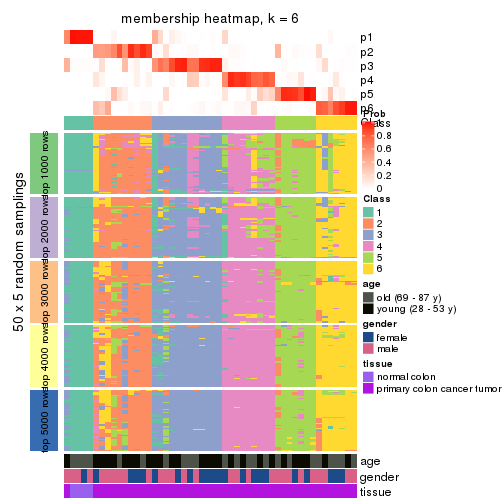 membership heatmap, k = 6
p1
p2
p3
p4
p5
p6
Class
Prob
1
0.8
0.6
0.4
0.2
0
Class
1
2
3
4
5
6
age
old (69 - 87 y)
young (28 - 53 y)
gender
female
male
tissue
normal colon
primary colon cancer tumor
50 x 5 random samplings
top 1000 rows
top 2000 rows
top 3000 rows
top 4000 rows
top 5000 rows
age
gender
tissue